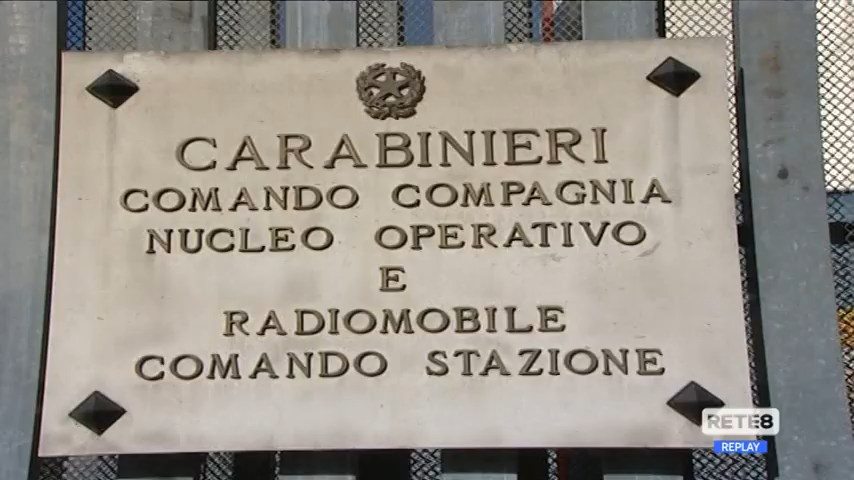 CARABINIERI
COMANDO COMPAGNIA
NUCLEO OPERATIVO
E
RADIOMOBILE
COMANDO STAZIONE
RETE8
REPLAY